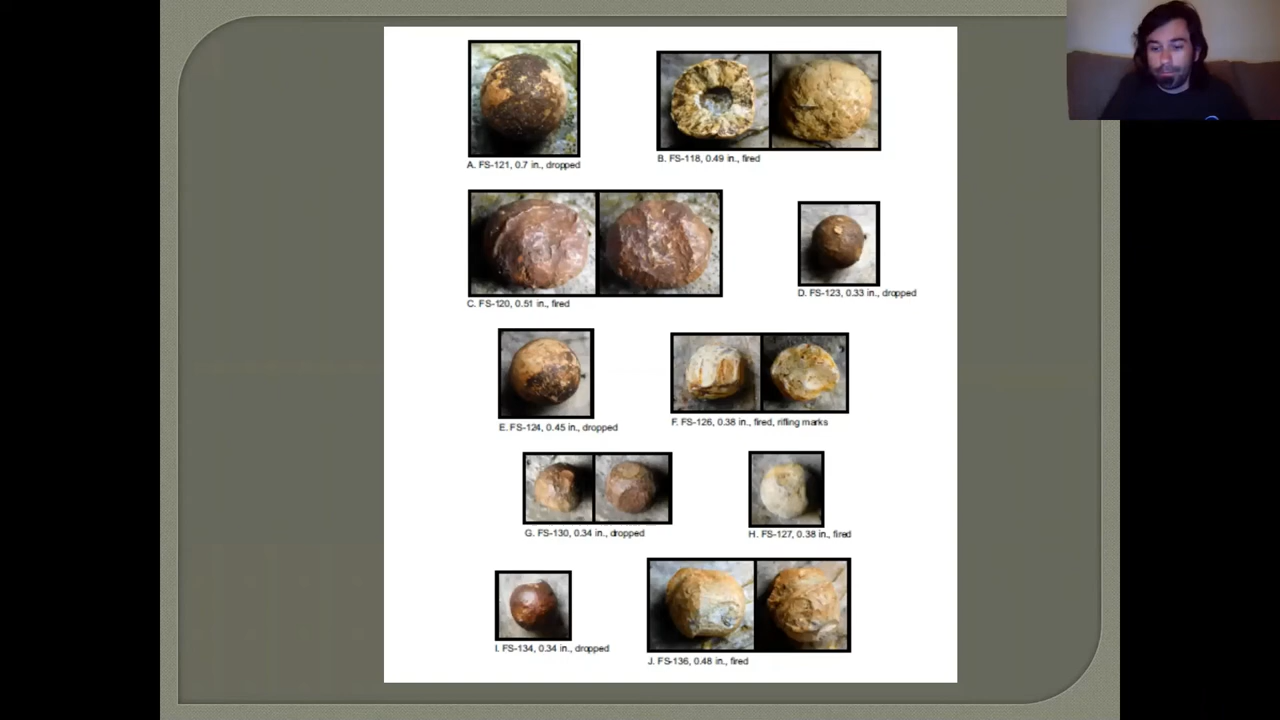 A. FS-121, 0.7 in., dropped
B. FS-118, 0.49 in., fired
C. FS-120, 0.51 in., fired
D. FS-123, 0.33 in., dropped
E. FS-124, 0.45 in., dropped
F. FS-126, 0.38 in., fired, rifling marks
G. FS-130, 0.34 in., dropped
H. FS-127, 0.38 in., fired
I. FS-134, 0.34 in., dropped
J. FS-136, 0.48 in., fired